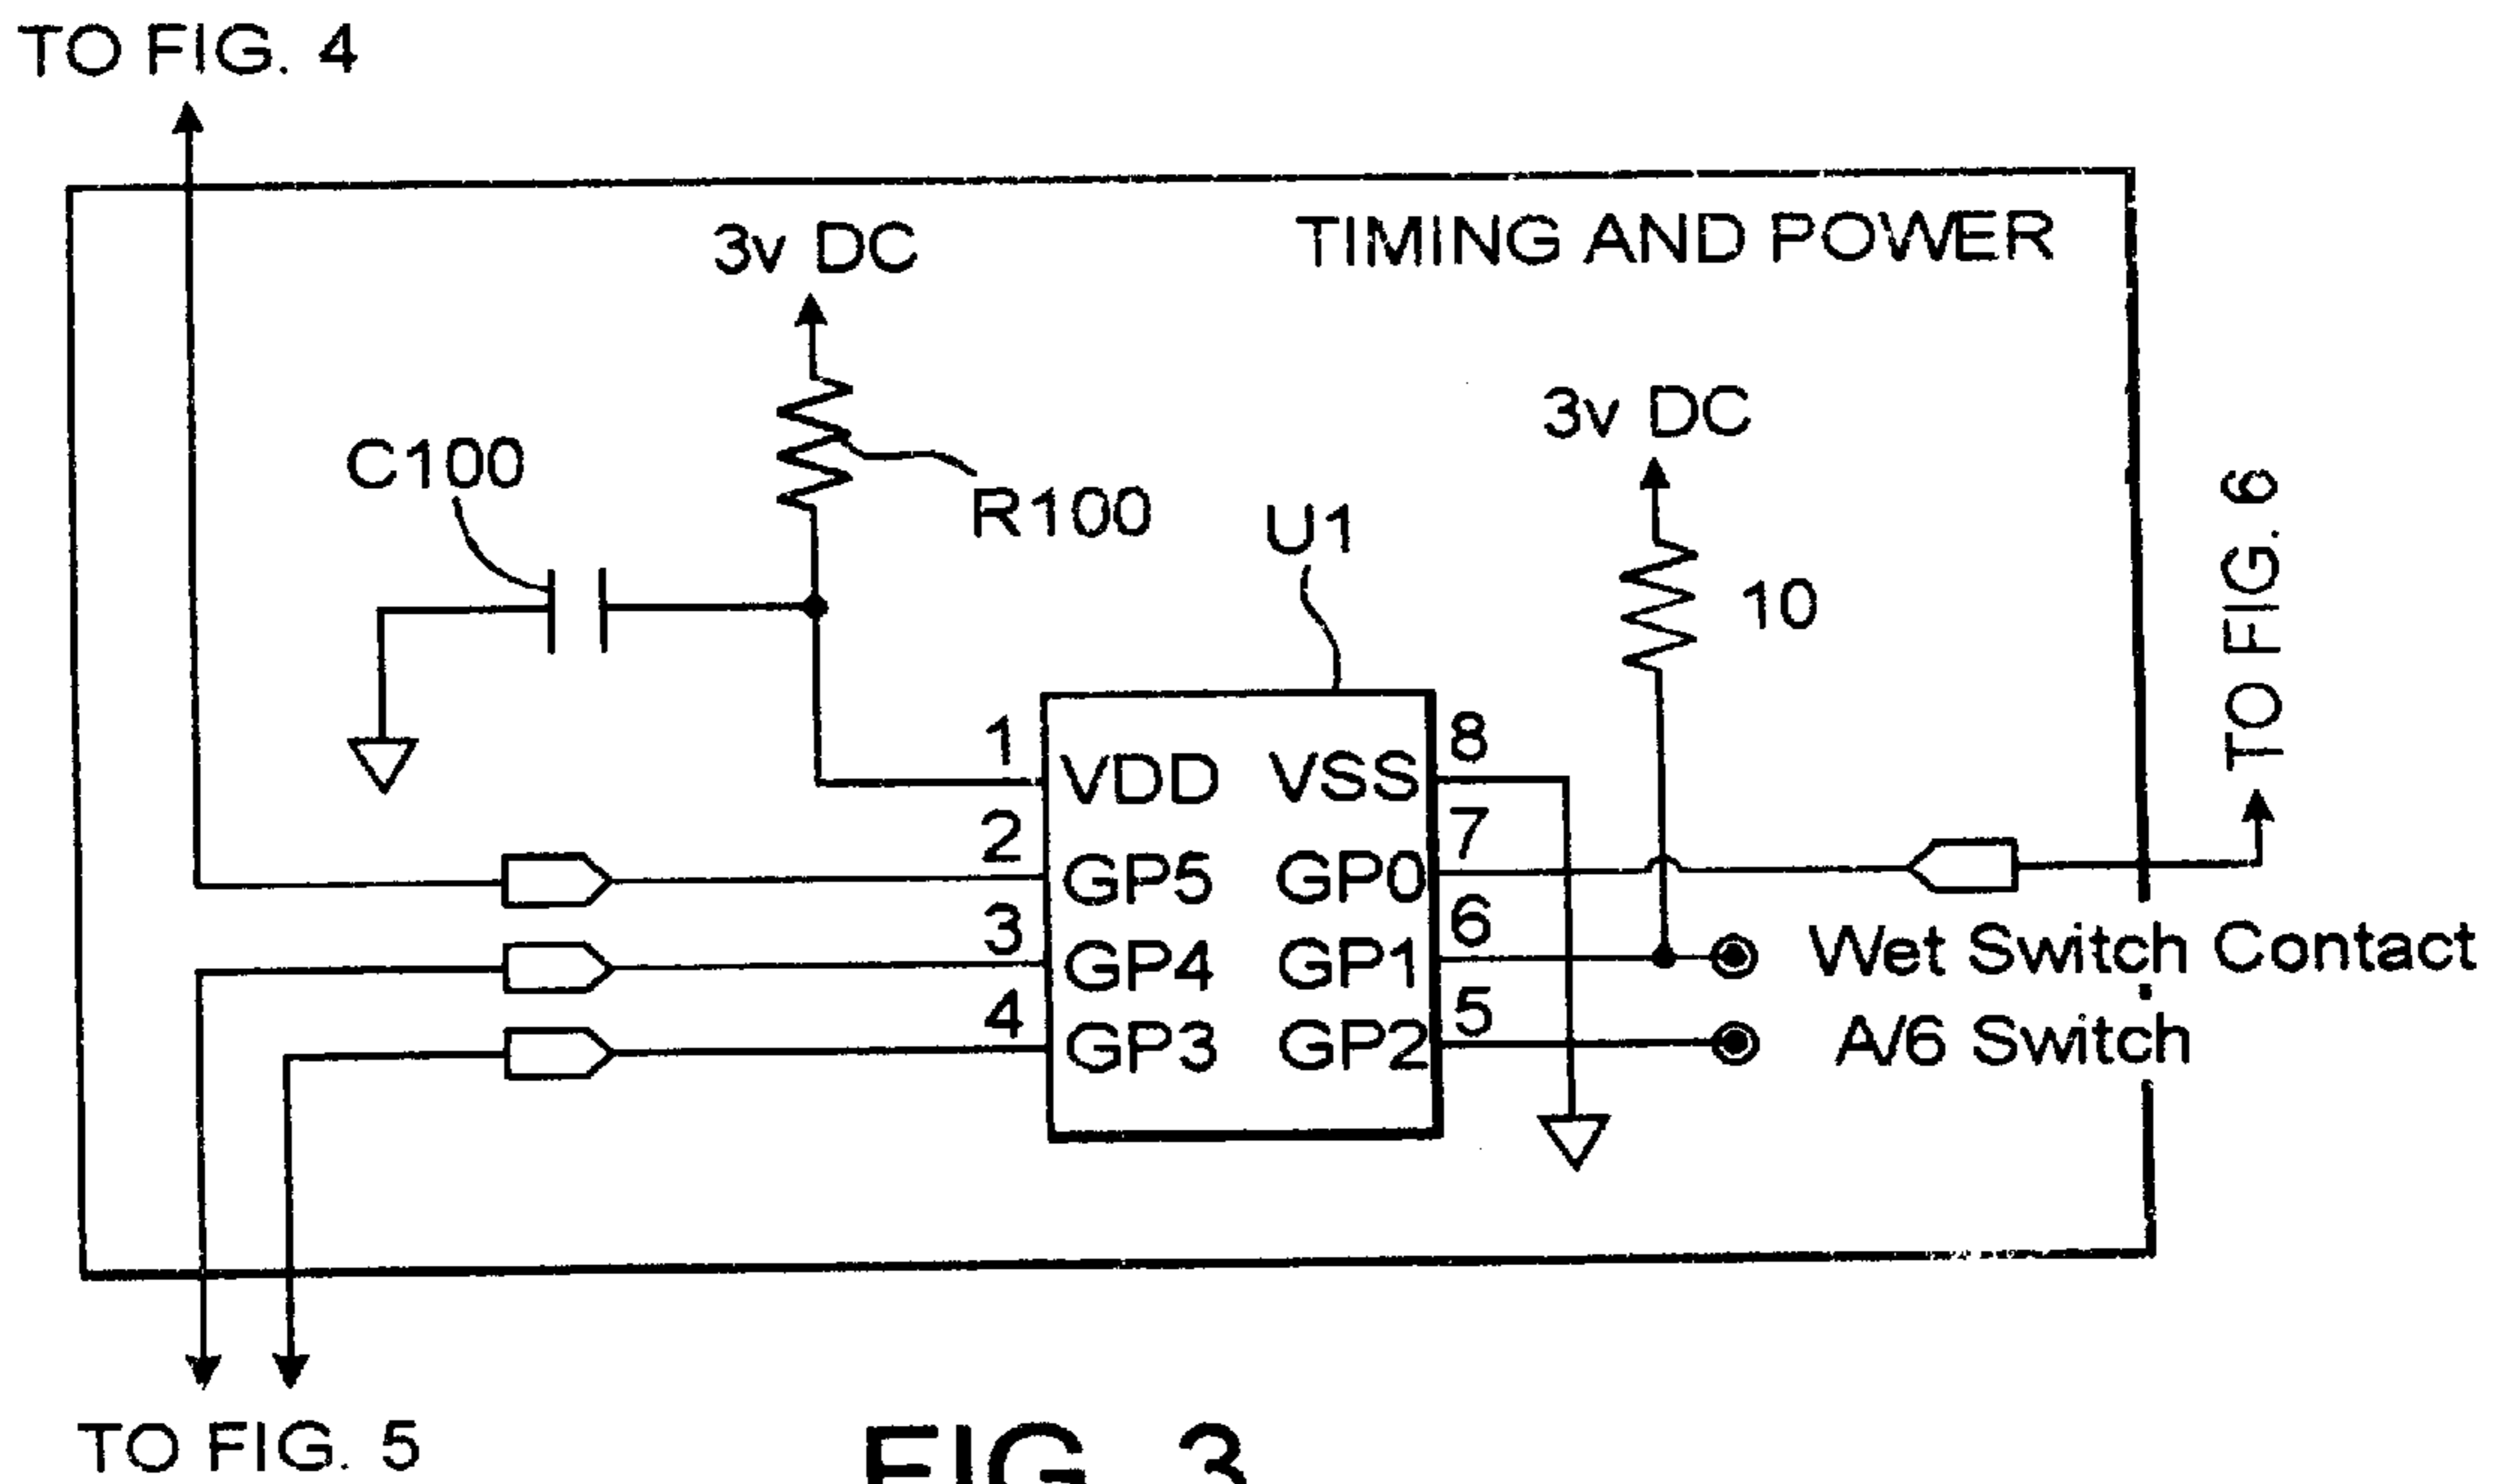 TO FIG. 4
TIMING AND POWER
3v DC
3v DC
C100
R100
U1
10
TO FIG. 6
1 VDD VSS 8
2 GP5 GP0 7
3 GP4 GP1 6
4 GP3 GP2 5
Wet Switch Contact
A/6 Switch
TO FIG. 5
FIG. 3